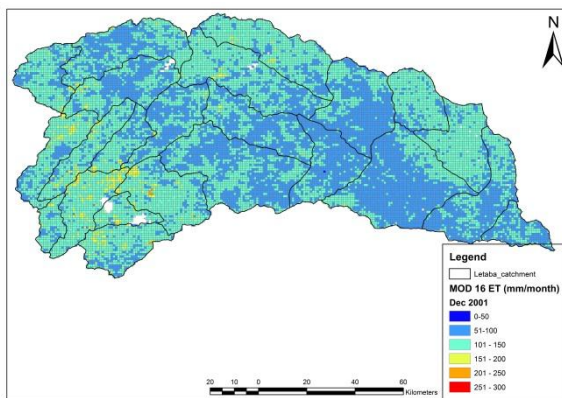 N
Legend
Letaba_catchment
MOD 16 ET (mm/month)
Dec 2001
0-50
51-100
101 - 150
151 - 200
201 - 250
251 - 300
20 10 0 20 40 60
Kilometers